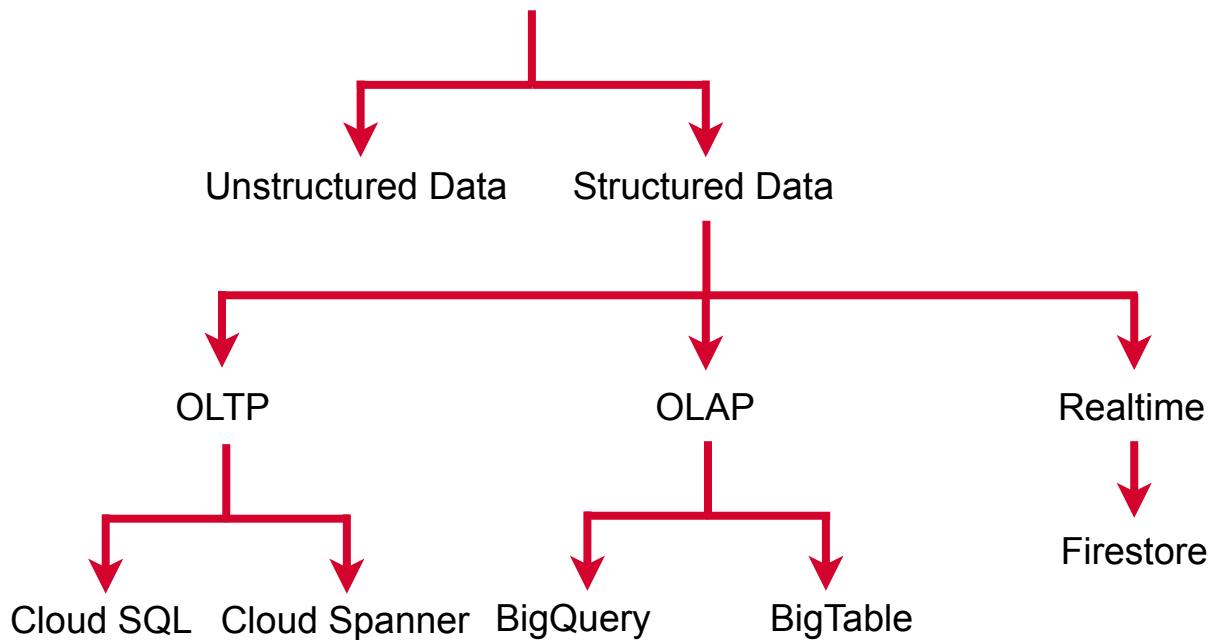 Unstructured Data
Structured Data
OLTP
OLAP
Realtime
Firestore
Cloud SQL
Cloud Spanner
BigQuery
BigTable